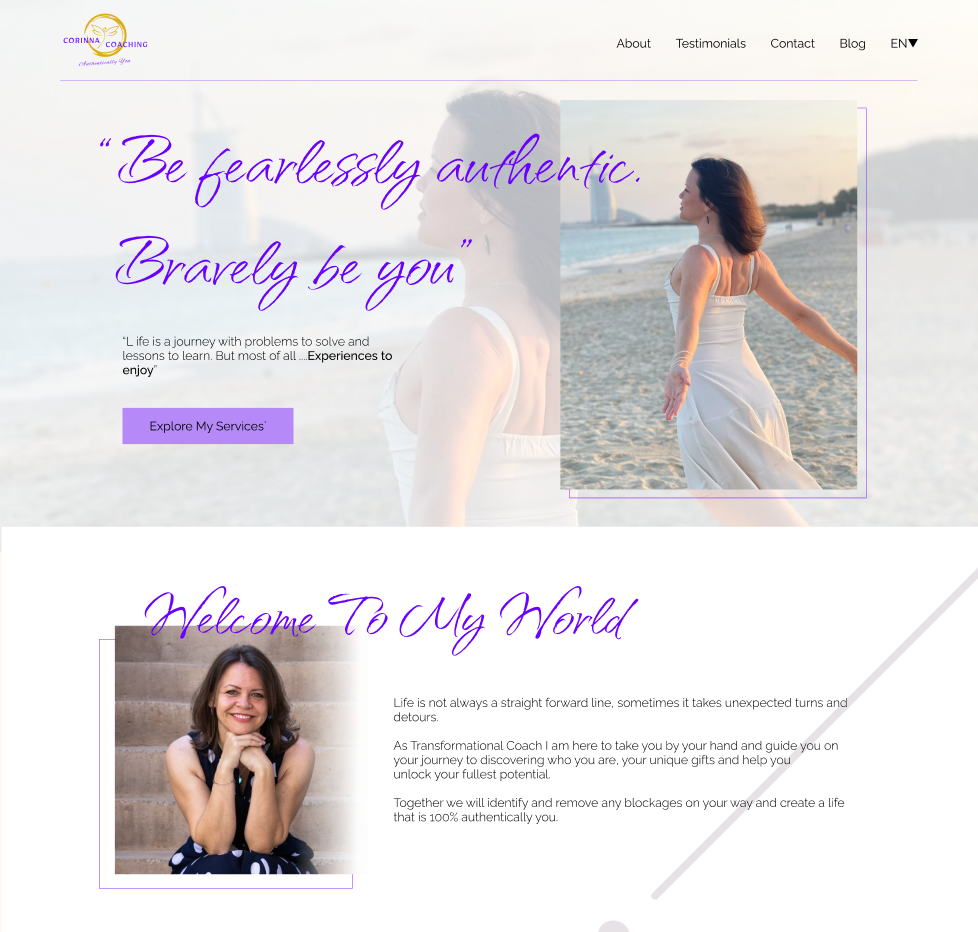 CORINNA COACHING
Authentically You
About Testimonials Contact Blog EN▼
“Be fearlessly authentic.
Bravely be you”
“L ife is a journey with problems to solve and
lessons to learn. But most of all ....Experiences to
enjoy”
Explore My Services'
Welcome To My World
Life is not always a straight forward line, sometimes it takes unexpected turns and
detours.
As Transformational Coach I am here to take you by your hand and guide you on
your journey to discovering who you are, your unique gifts and help you
unlock your fullest potential.
Together we will identify and remove any blockages on your way and create a life
that is 100% authentically you.